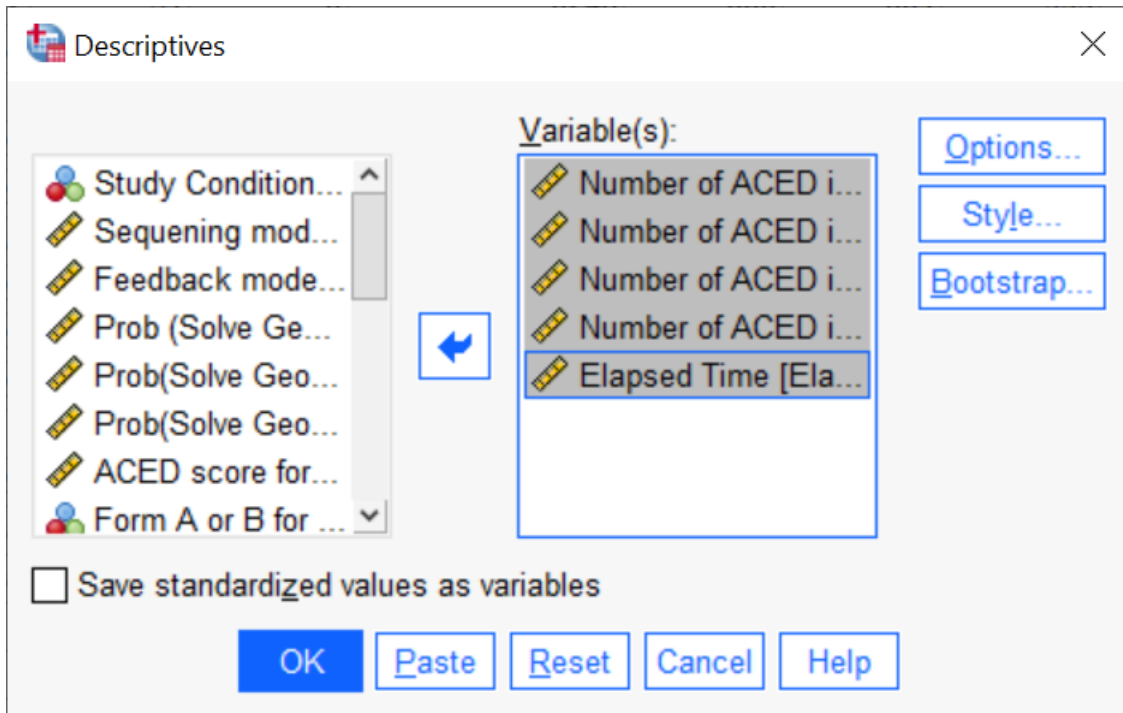 Descriptives
Variable(s):
Study Condition...
Sequening mod...
Feedback mode...
Prob (Solve Ge...
Prob(Solve Geo...
Prob(Solve Geo...
ACED score for...
Form A or B for ...
Number of ACED i...
Number of ACED i...
Number of ACED i...
Number of ACED i...
Elapsed Time [Ela...
Options...
Style...
Bootstrap...
Save standardized values as variables
OK
Paste
Reset
Cancel
Help